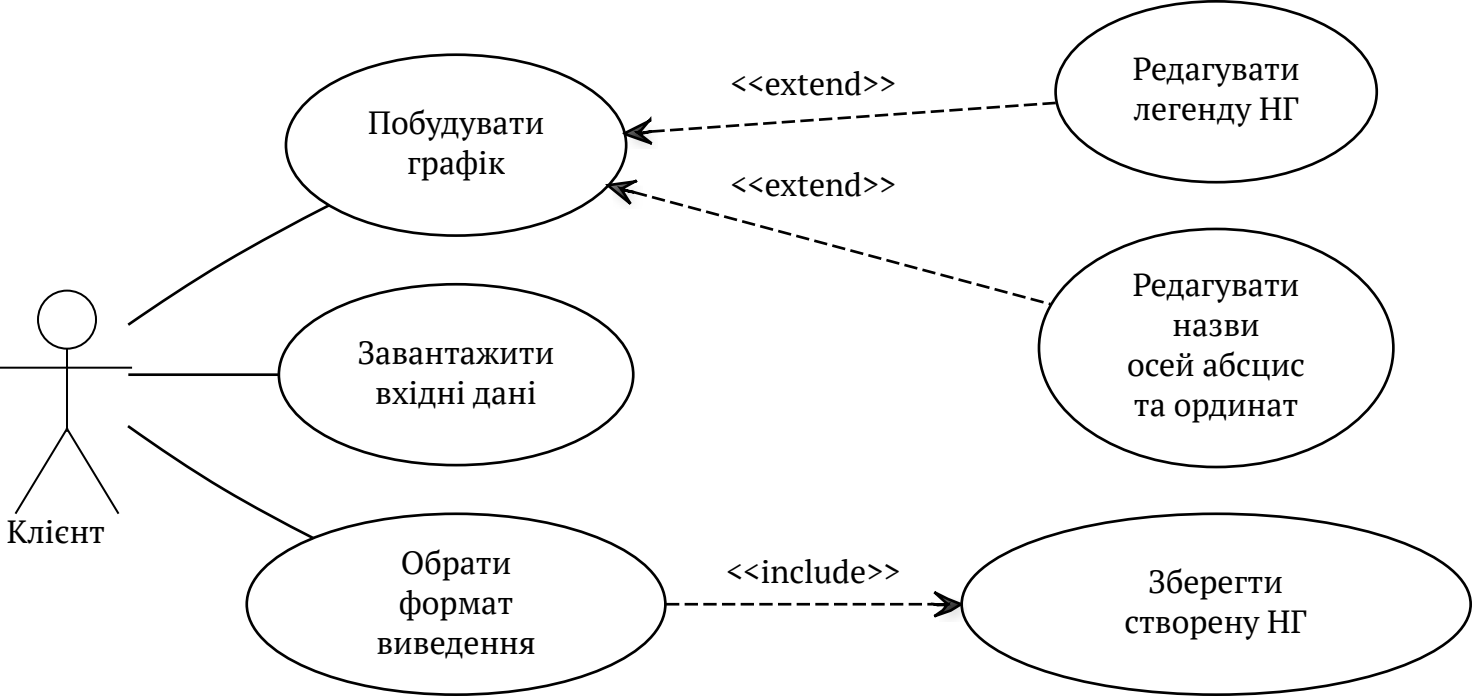 Побудувати
графік
<<extend>>
Редагувати
легенду НГ
<<extend>>
Завантажити
вхідні дані
Редагувати
назви
осей абсцис
та ординат
Клієнт
Обрати
формат
виведення
<<include>>
Зберегти
створену НГ